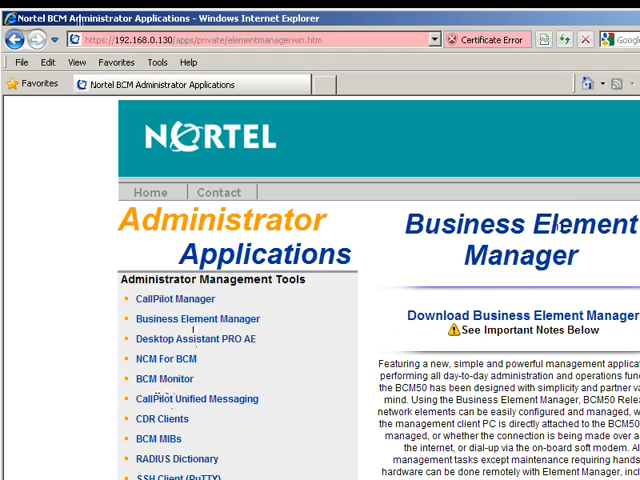 Nortel BCM Administrator Applications - Windows Internet Explorer
https://192.168.0.130/apps/private/elementmanagerwn.htm
Certificate Error
Google
File Edit View Favorites Tools Help
Favorites
Nortel BCM Administrator Applications
NORTEL
Home
Contact
Administrator
Applications
Administrator Management Tools
CallPilot Manager
Business Element Manager
Desktop Assistant PRO AE
NCM For BCM
BCM Monitor
CallPilot Unified Messaging
CDR Clients
BCM MIBs
RADIUS Dictionary
SSH Client (PuTTY)
Business Element
Manager
Download Business Element Manager
See Important Notes Below
Featuring a new, simple and powerful management applica
performing all day-to-day administration and operations fun
the BCM50 has been designed with simplicity and partner va
mind. Using the Business Element Manager, BCM50 Relea
network elements can be easily configured and managed, w
the management client PC is directly attached to the BCM50
managed, or whether the connection is being made over a
the internet, or dial-up via the on-board soft modem. Al
management tasks except maintenance requiring hands
hardware can be done remotely with Element Manager, incl